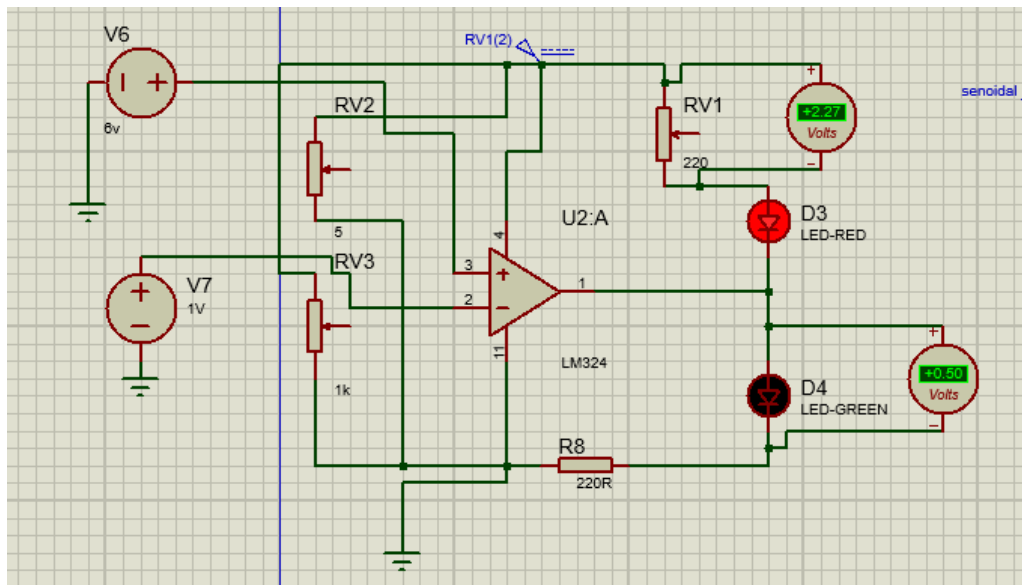 V6
6v
RV1(2)
senoidal
RV2
5
RV1
220
+2.27
Volts
U2:A
D3
LED-RED
V7
1V
RV3
1k
3
2
4
11
1
LM324
+0.50
Volts
D4
LED-GREEN
R8
220R